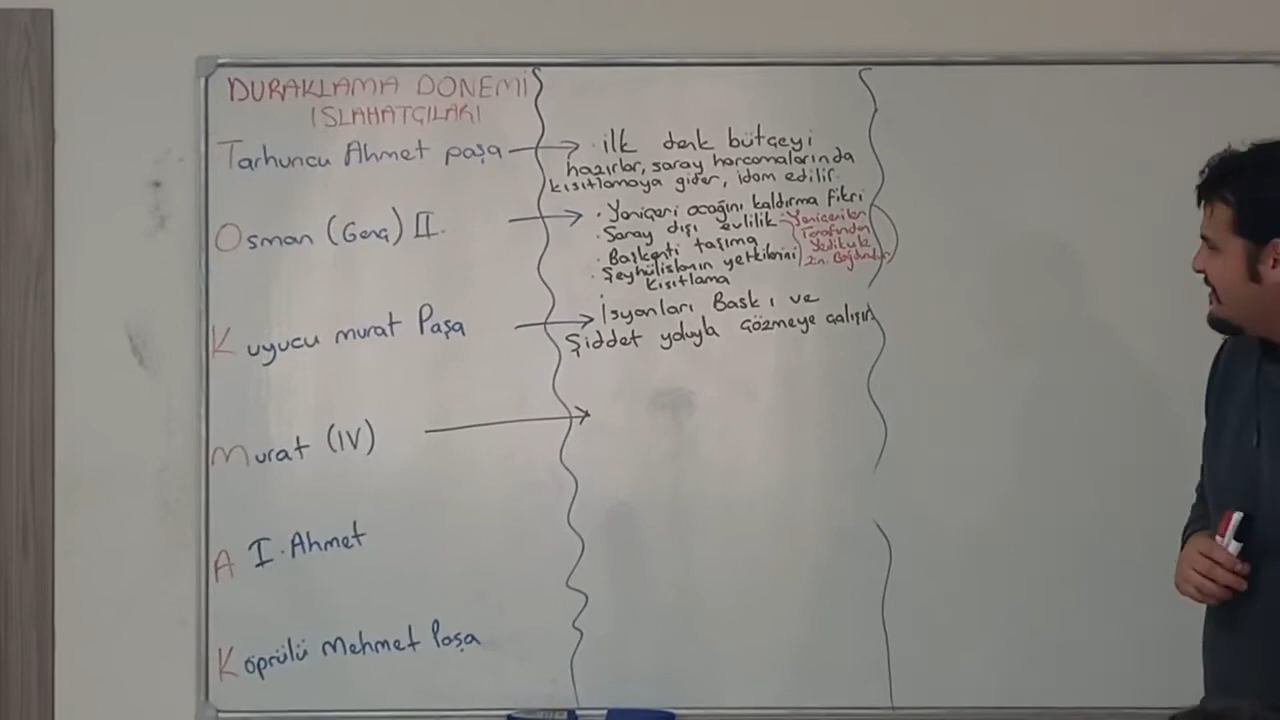 DURAKLAMA DÖNEMİ
ISLAHATÇILARI
Tarhuncu Ahmet paşa
ilk denk bütçeyi
hazırlar, saray harcamalarında
kısıtlamaya gider, idam edilir.
Osman (Genç) II.
· Yeniçeri ocağını kaldırma fikri
· Saray dışı evlilik
· Başkenti taşıma
· Şeyhülislamın yetkilerini
kısıtlama
Yeniçeriler
Tarafından
Yedikule
Zn. Boğduruldu
Kuyucu murat Paşa
İsyanları Baskı ve
Şiddet yoluyla çözmeye çalışır
Murat (IV)
A I. Ahmet
Köprülü Mehmet Paşa